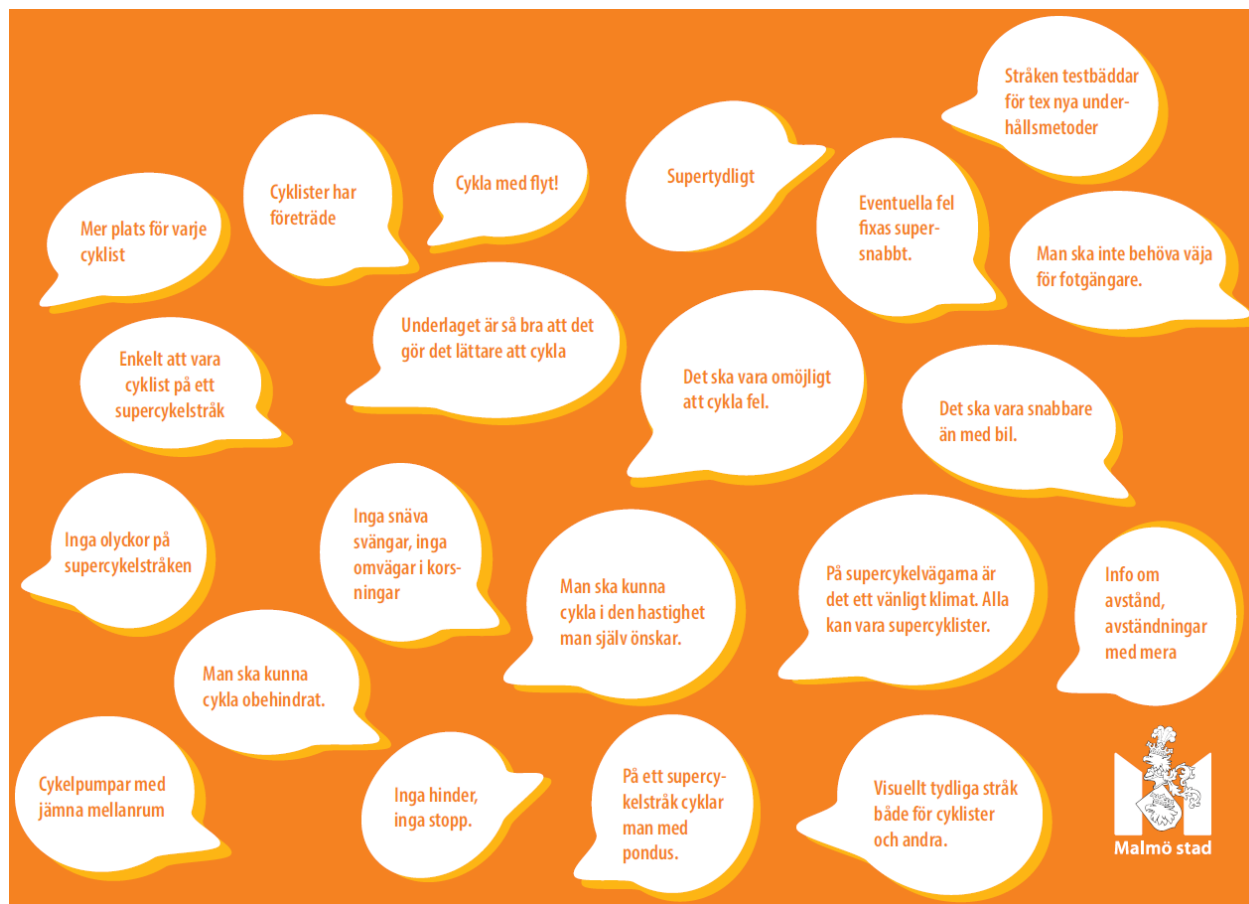 Stråken testbäddar
för tex nya under-
hållsmetoder
Mer plats för varje
cyklist
Cyklister har
företräde
Cykla med flyt!
Supertydligt
Eventuella fel
fixas super-
snabbt.
Man ska inte behöva väja
för fotgängare.
Enkelt att vara
cyklist på ett
supercykelstråk
Underlaget är så bra att det
gör det lättare att cykla
Det ska vara omöjligt
att cykla fel.
Det ska vara snabbare
än med bil.
Inga olyckor på
supercykelstråken
Inga snäva
svängar, inga
omvägar i kors-
ningar
Man ska kunna
cykla i den hastighet
man själv önskar.
På supercykelvägarna är
det ett vänligt klimat. Alla
kan vara supercyklister.
Info om
avstånd,
avståndningar
med mera
Man ska kunna
cykla obehindrat.
Cykelpumpar med
jämna mellanrum
Inga hinder,
inga stopp.
På ett supercy-
kelstråk cyklar
man med
pondus.
Visuellt tydliga stråk
både för cyklister
och andra.
Malmö stad